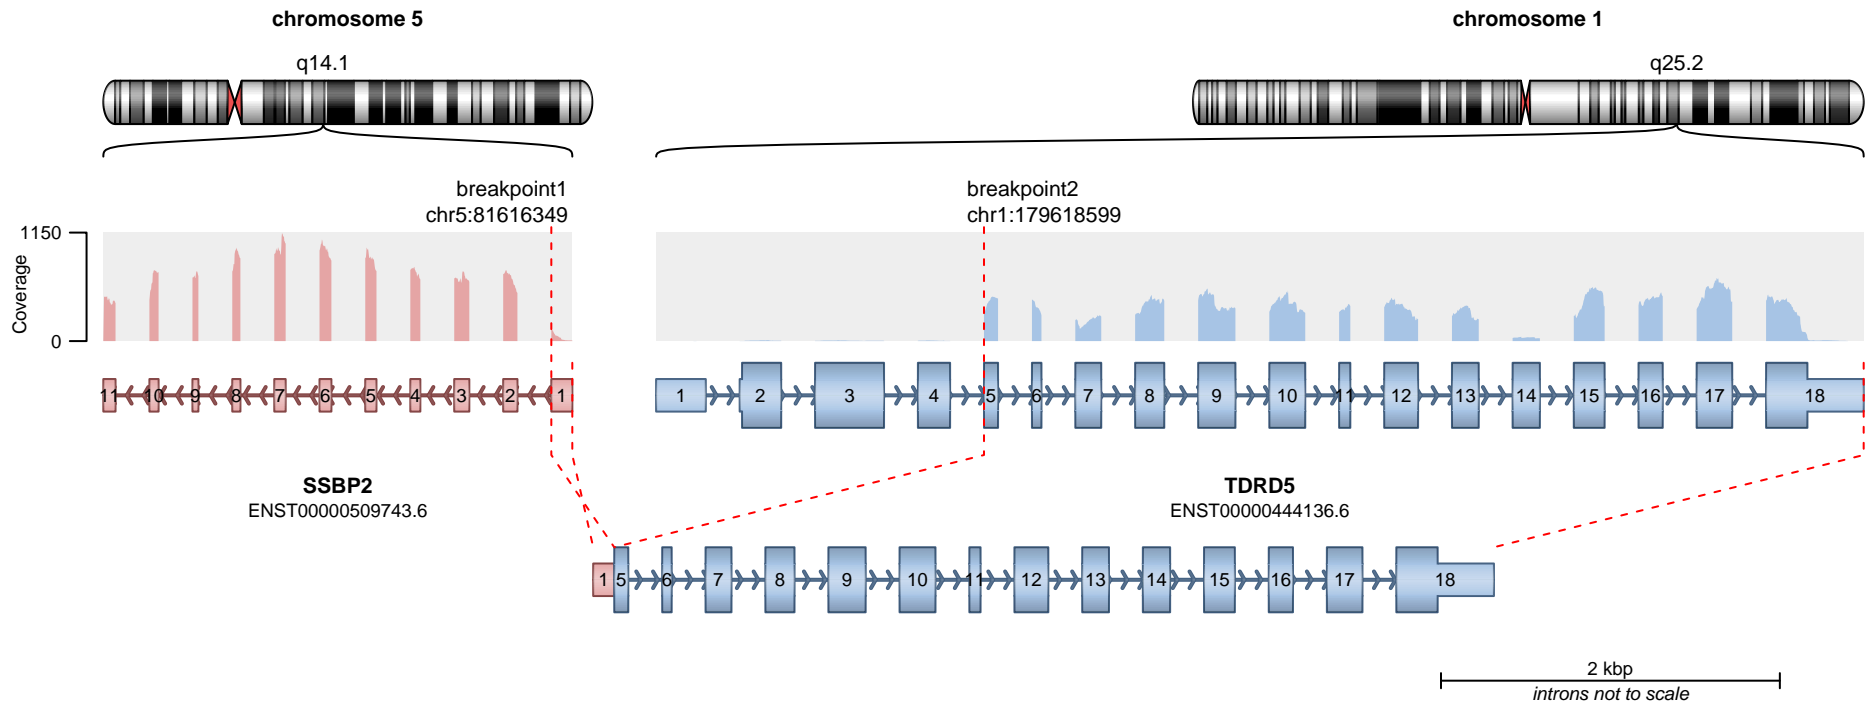 chromosome 5
chromosome 1
q14.1
q25.2
breakpoint1
chr5:81616349
breakpoint2
chr1:179618599
1150
Coverage
0
11 10 9 8 7 6 5 4 3 2 1
1 2 3 4 5 6 7 8 9 10 11 12 13 14 15 16 17 18
SSBP2
ENST00000509743.6
TDRD5
ENST00000444136.6
1 5 6 7 8 9 10 11 12 13 14 15 16 17 18
2 kbp
introns not to scale